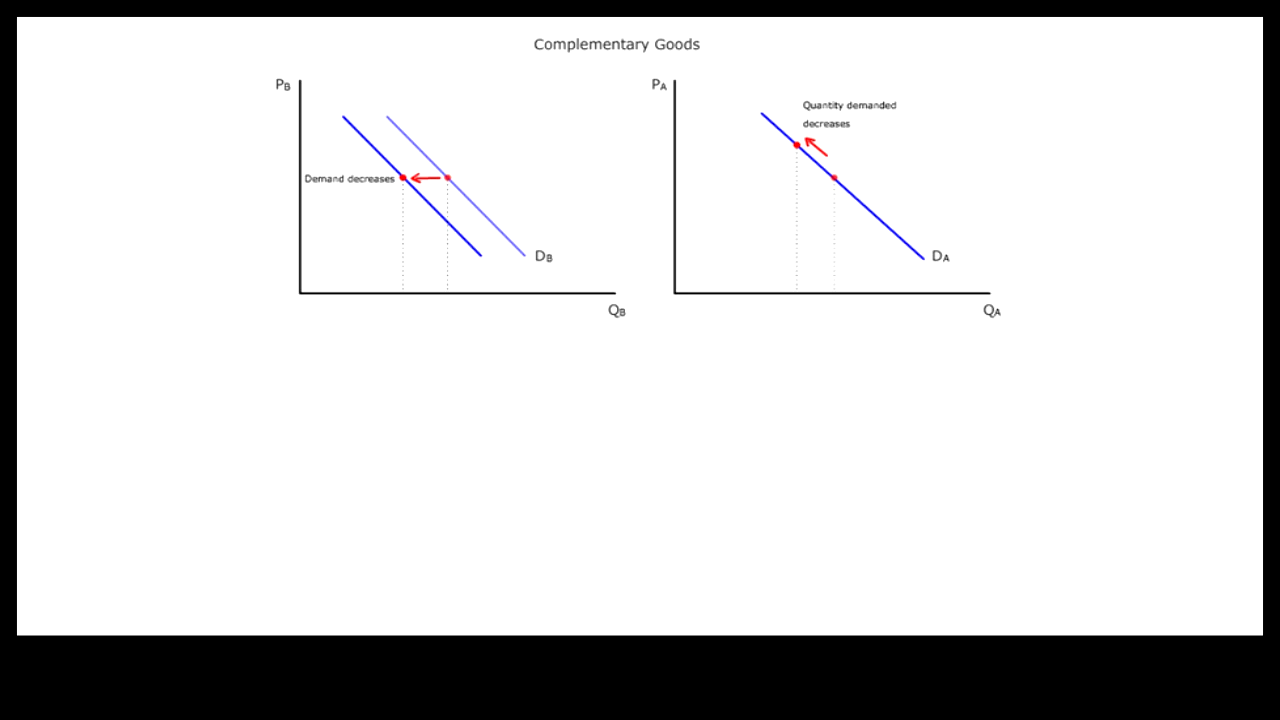 Complementary Goods
PB
Demand decreases
DB
QB
PA
Quantity demanded
decreases
DA
QA